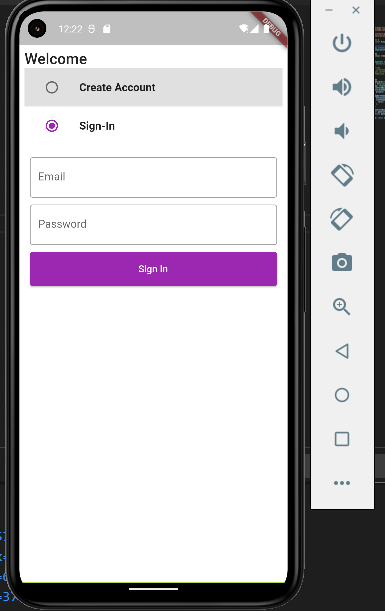 12:22
DEBUG
Welcome
Create Account
Sign-In
Email
Password
Sign In